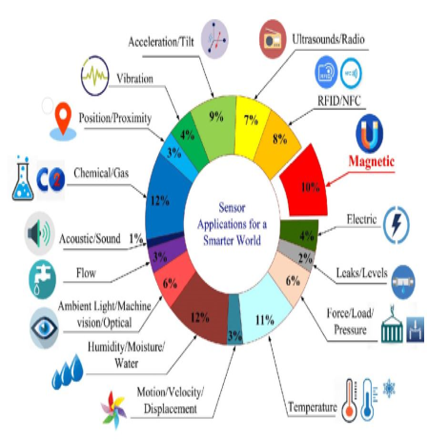 Acceleration/Tilt
Ultrasounds/Radio
Vibration
RFID/NFC
Position/Proximity
Magnetic
Chemical/Gas
Electric
Acoustic/Sound
Leaks/Levels
Flow
Ambient Light/Machine
vision/Optical
Force/Load/
Pressure
Humidity/Moisture/
Water
Motion/Velocity/
Displacement
Temperature
Sensor
Applications for a
Smarter World
9%
7%
8%
10%
4%
2%
6%
11%
3%
12%
6%
3%
1%
12%
3%
4%